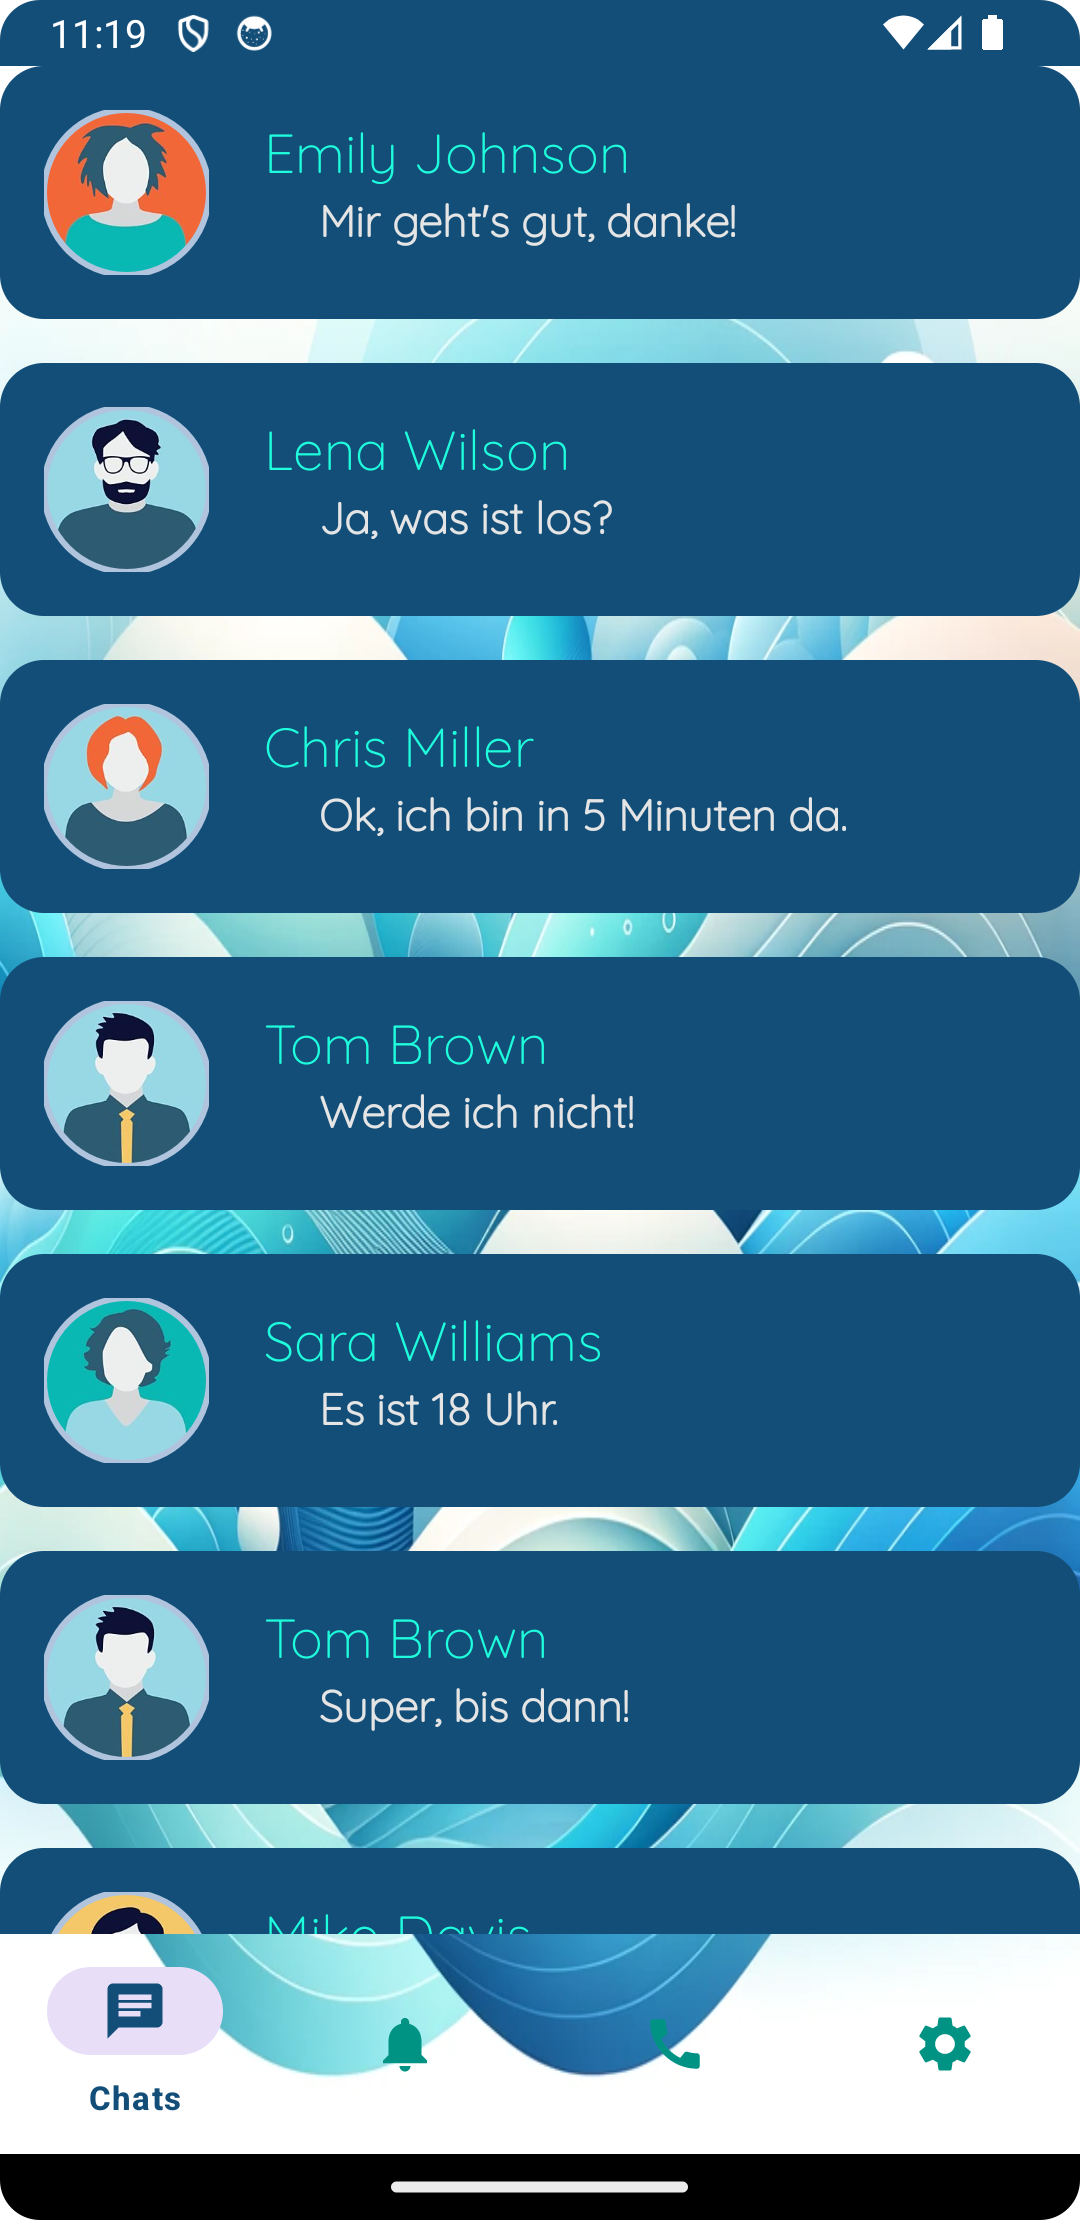 11:19
Emily Johnson
Mir geht's gut, danke!
Lena Wilson
Ja, was ist los?
Chris Miller
Ok, ich bin in 5 Minuten da.
Tom Brown
Werde ich nicht!
Sara Williams
Es ist 18 Uhr.
Tom Brown
Super, bis dann!
Mike Davis
Chats